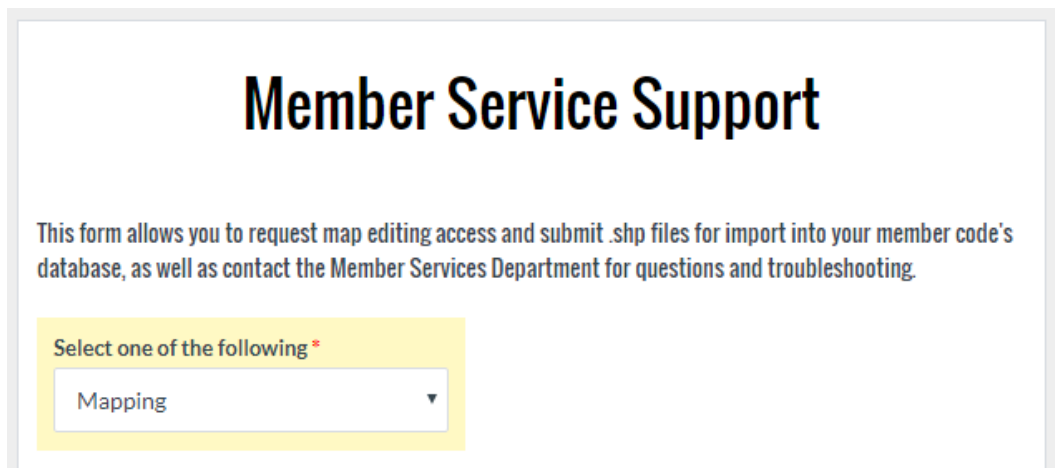 Member Service Support
This form allows you to request map editing access and submit .shp files for import into your member code's
database, as well as contact the Member Services Department for questions and troubleshooting.
Select one of the following *
Mapping